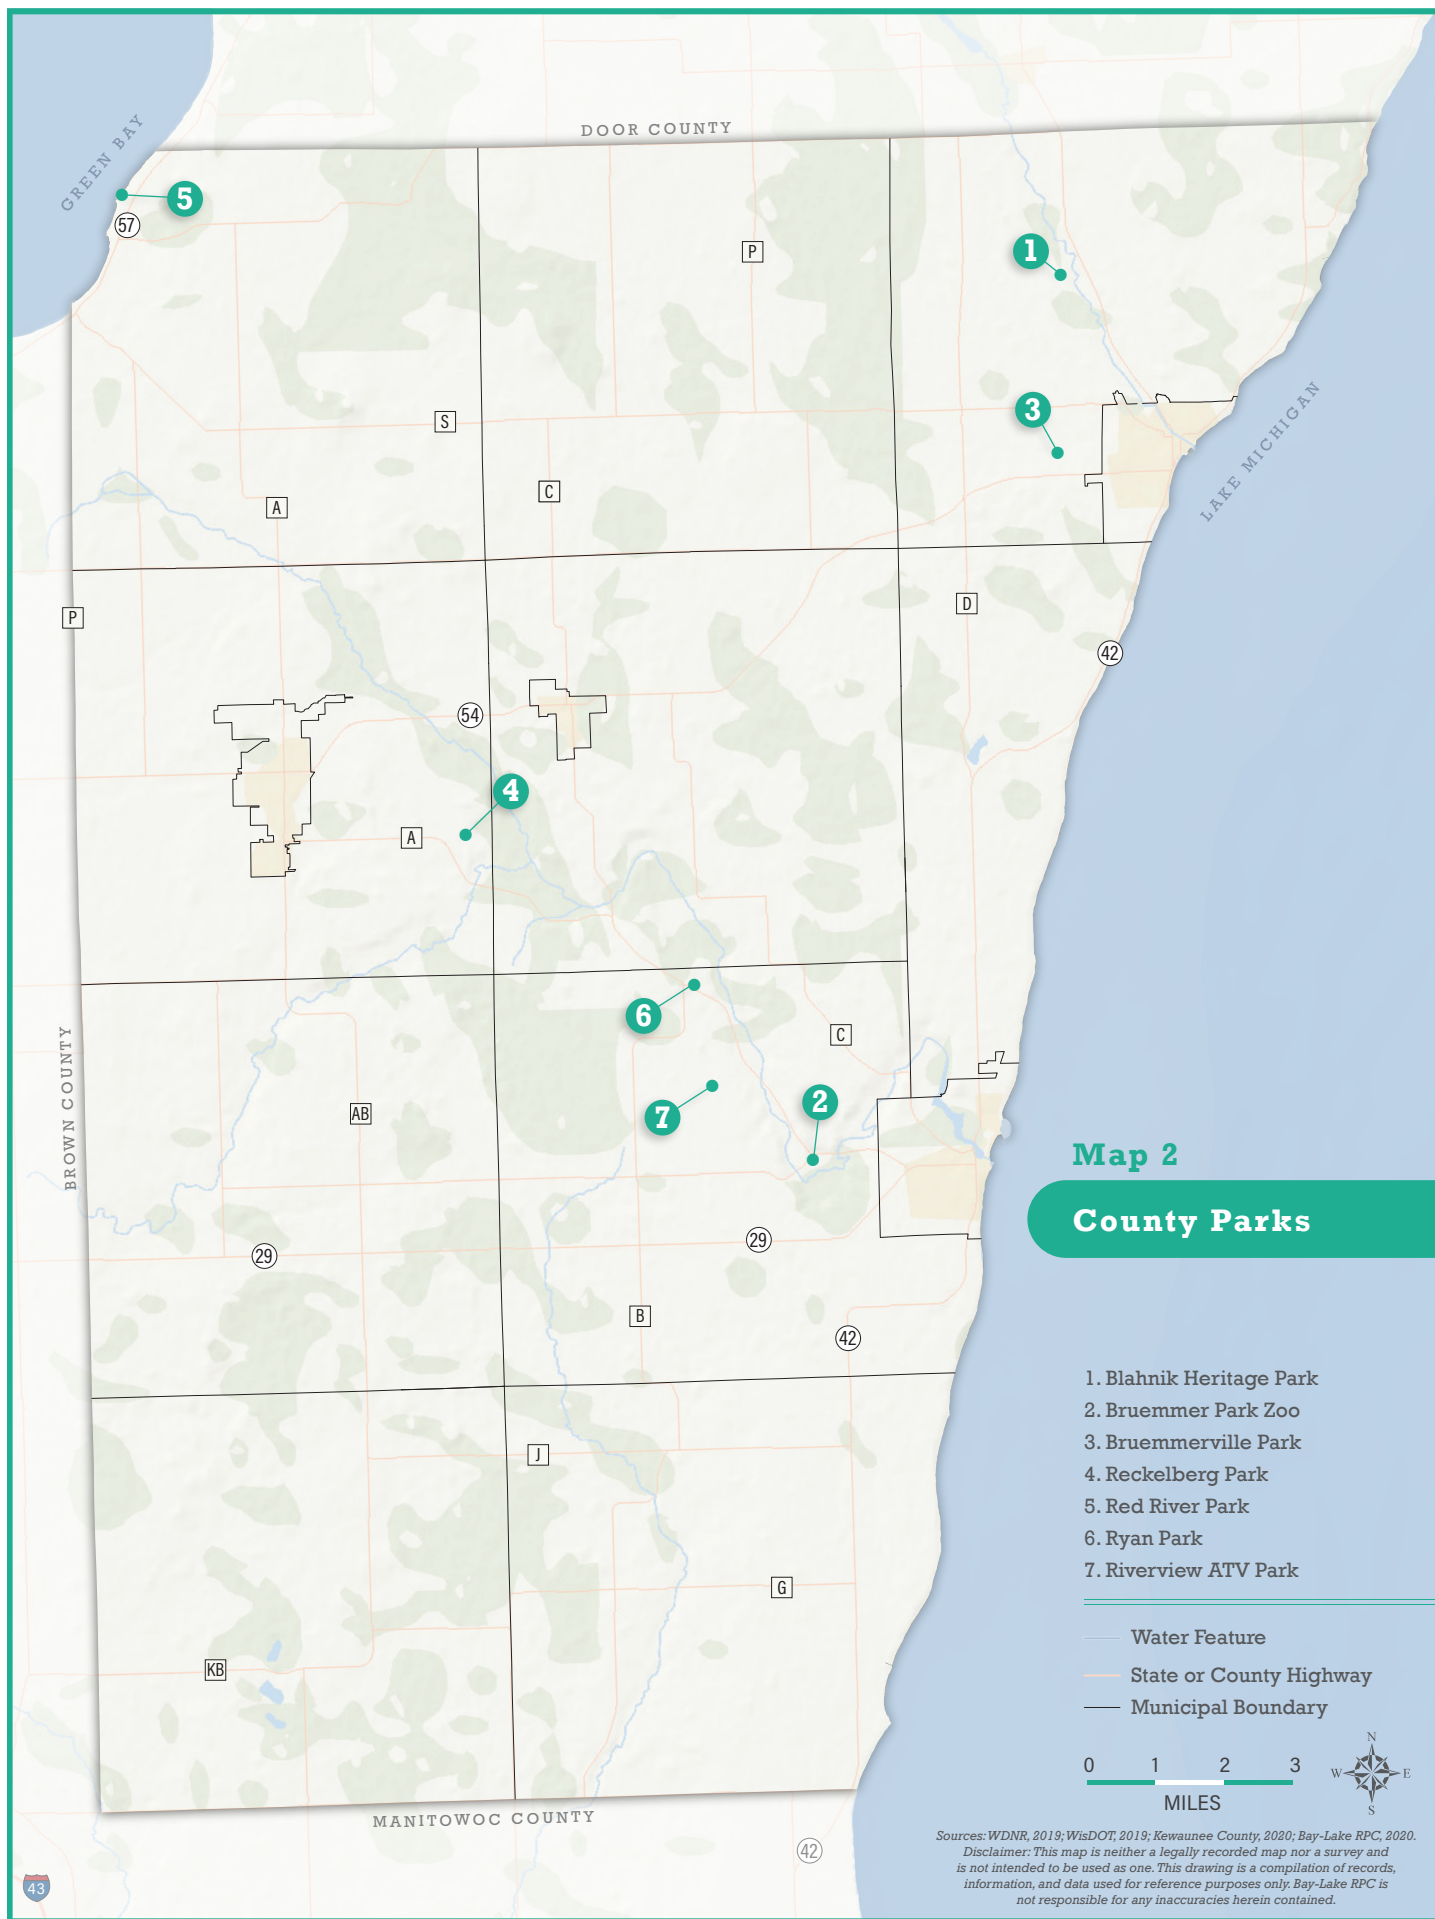 DOOR COUNTY
GREEN BAY
5
57
P
1
3
S
LAKE MICHIGAN
C
A
P
D
42
54
4
A
6
C
BROWN COUNTY
AB
7
2
Map 2
County Parks
29
29
B
42
1. Blahnik Heritage Park
2. Bruemmer Park Zoo
3. Bruemmerville Park
4. Reckelberg Park
5. Red River Park
6. Ryan Park
7. Riverview ATV Park
J
G
Water Feature
State or County Highway
Municipal Boundary
KB
N
W
E
S
0 1 2 3
MILES
MANITOWOC COUNTY
42
43
Sources: WDNR, 2019; WisDOT, 2019; Kewaunee County, 2020; Bay-Lake RPC, 2020.
Disclaimer: This map is neither a legally recorded map nor a survey and
is not intended to be used as one. This drawing is a compilation of records,
information, and data used for reference purposes only. Bay-Lake RPC is
not responsible for any inaccuracies herein contained.